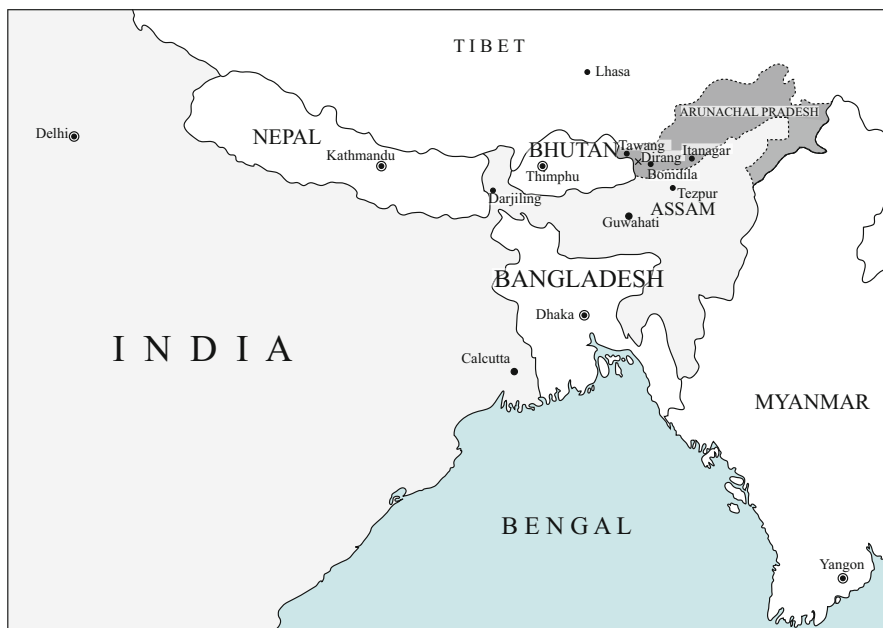 TIBET
Lhasa
ARUNACHAL PRADESH
Delhi
NEPAL
Kathmandu
BHUTAN
Thimphu
Tawang
Dirang
Itanagar
Bomdila
Darjiling
Tezpur
ASSAM
Guwahati
BANGLADESH
Dhaka
INDIA
Calcutta
MYANMAR
BENGAL
Yangon